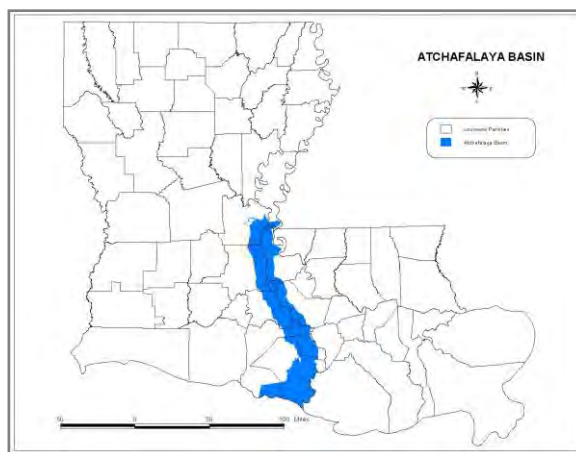 ATCHAFALAYA BASIN
N
Louisiana Parishes
Atchafalaya Basin
50 0 50 100 Miles